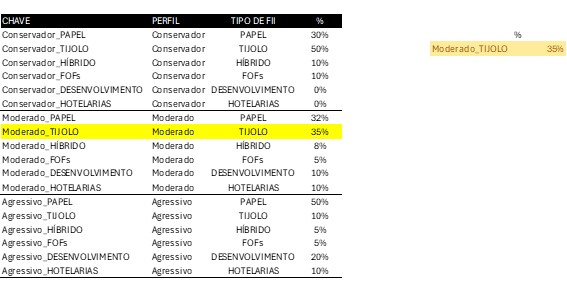 CHAVE PERFIL TIPO DE FII %
Conservador_PAPEL Conservador PAPEL 30% %
Conservador_TIJOLO Conservador TIJOLO 50% Moderado_TIJOLO 35%
Conservador_HÍBRIDO Conservador HÍBRIDO 10%
Conservador_FOFs Conservador FOFs 10%
Conservador_DESENVOLVIMENTO Conservador DESENVOLVIMENTO 0%
Conservador_HOTELARIAS Conservador HOTELARIAS 0%
Moderado_PAPEL Moderado PAPEL 32%
Moderado_TIJOLO Moderado TIJOLO 35%
Moderado_HÍBRIDO Moderado HÍBRIDO 8%
Moderado_FOFs Moderado FOFs 5%
Moderado_DESENVOLVIMENTO Moderado DESENVOLVIMENTO 10%
Moderado_HOTELARIAS Moderado HOTELARIAS 10%
Agressivo_PAPEL Agressivo PAPEL 50%
Agressivo_TIJOLO Agressivo TIJOLO 10%
Agressivo_HÍBRIDO Agressivo HÍBRIDO 5%
Agressivo_FOFs Agressivo FOFs 5%
Agressivo_DESENVOLVIMENTO Agressivo DESENVOLVIMENTO 20%
Agressivo_HOTELARIAS Agressivo HOTELARIAS 10%